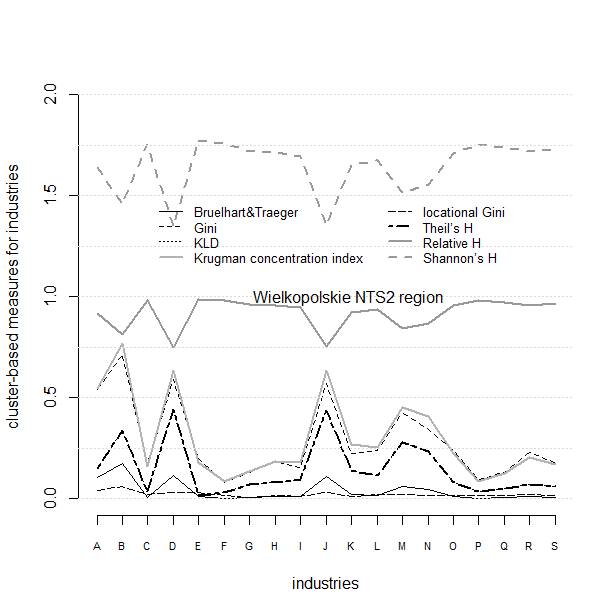 2.0
1.5
1.0
0.5
0.0
cluster-based measures for industries
Bruelhart&Traeger
Gini
KLD
Krugman concentration index
locational Gini
Theil's H
Relative H
Shannon's H
Wielkopolskie NTS2 region
A B C D E F G H I J K L M N O P Q R S
industries